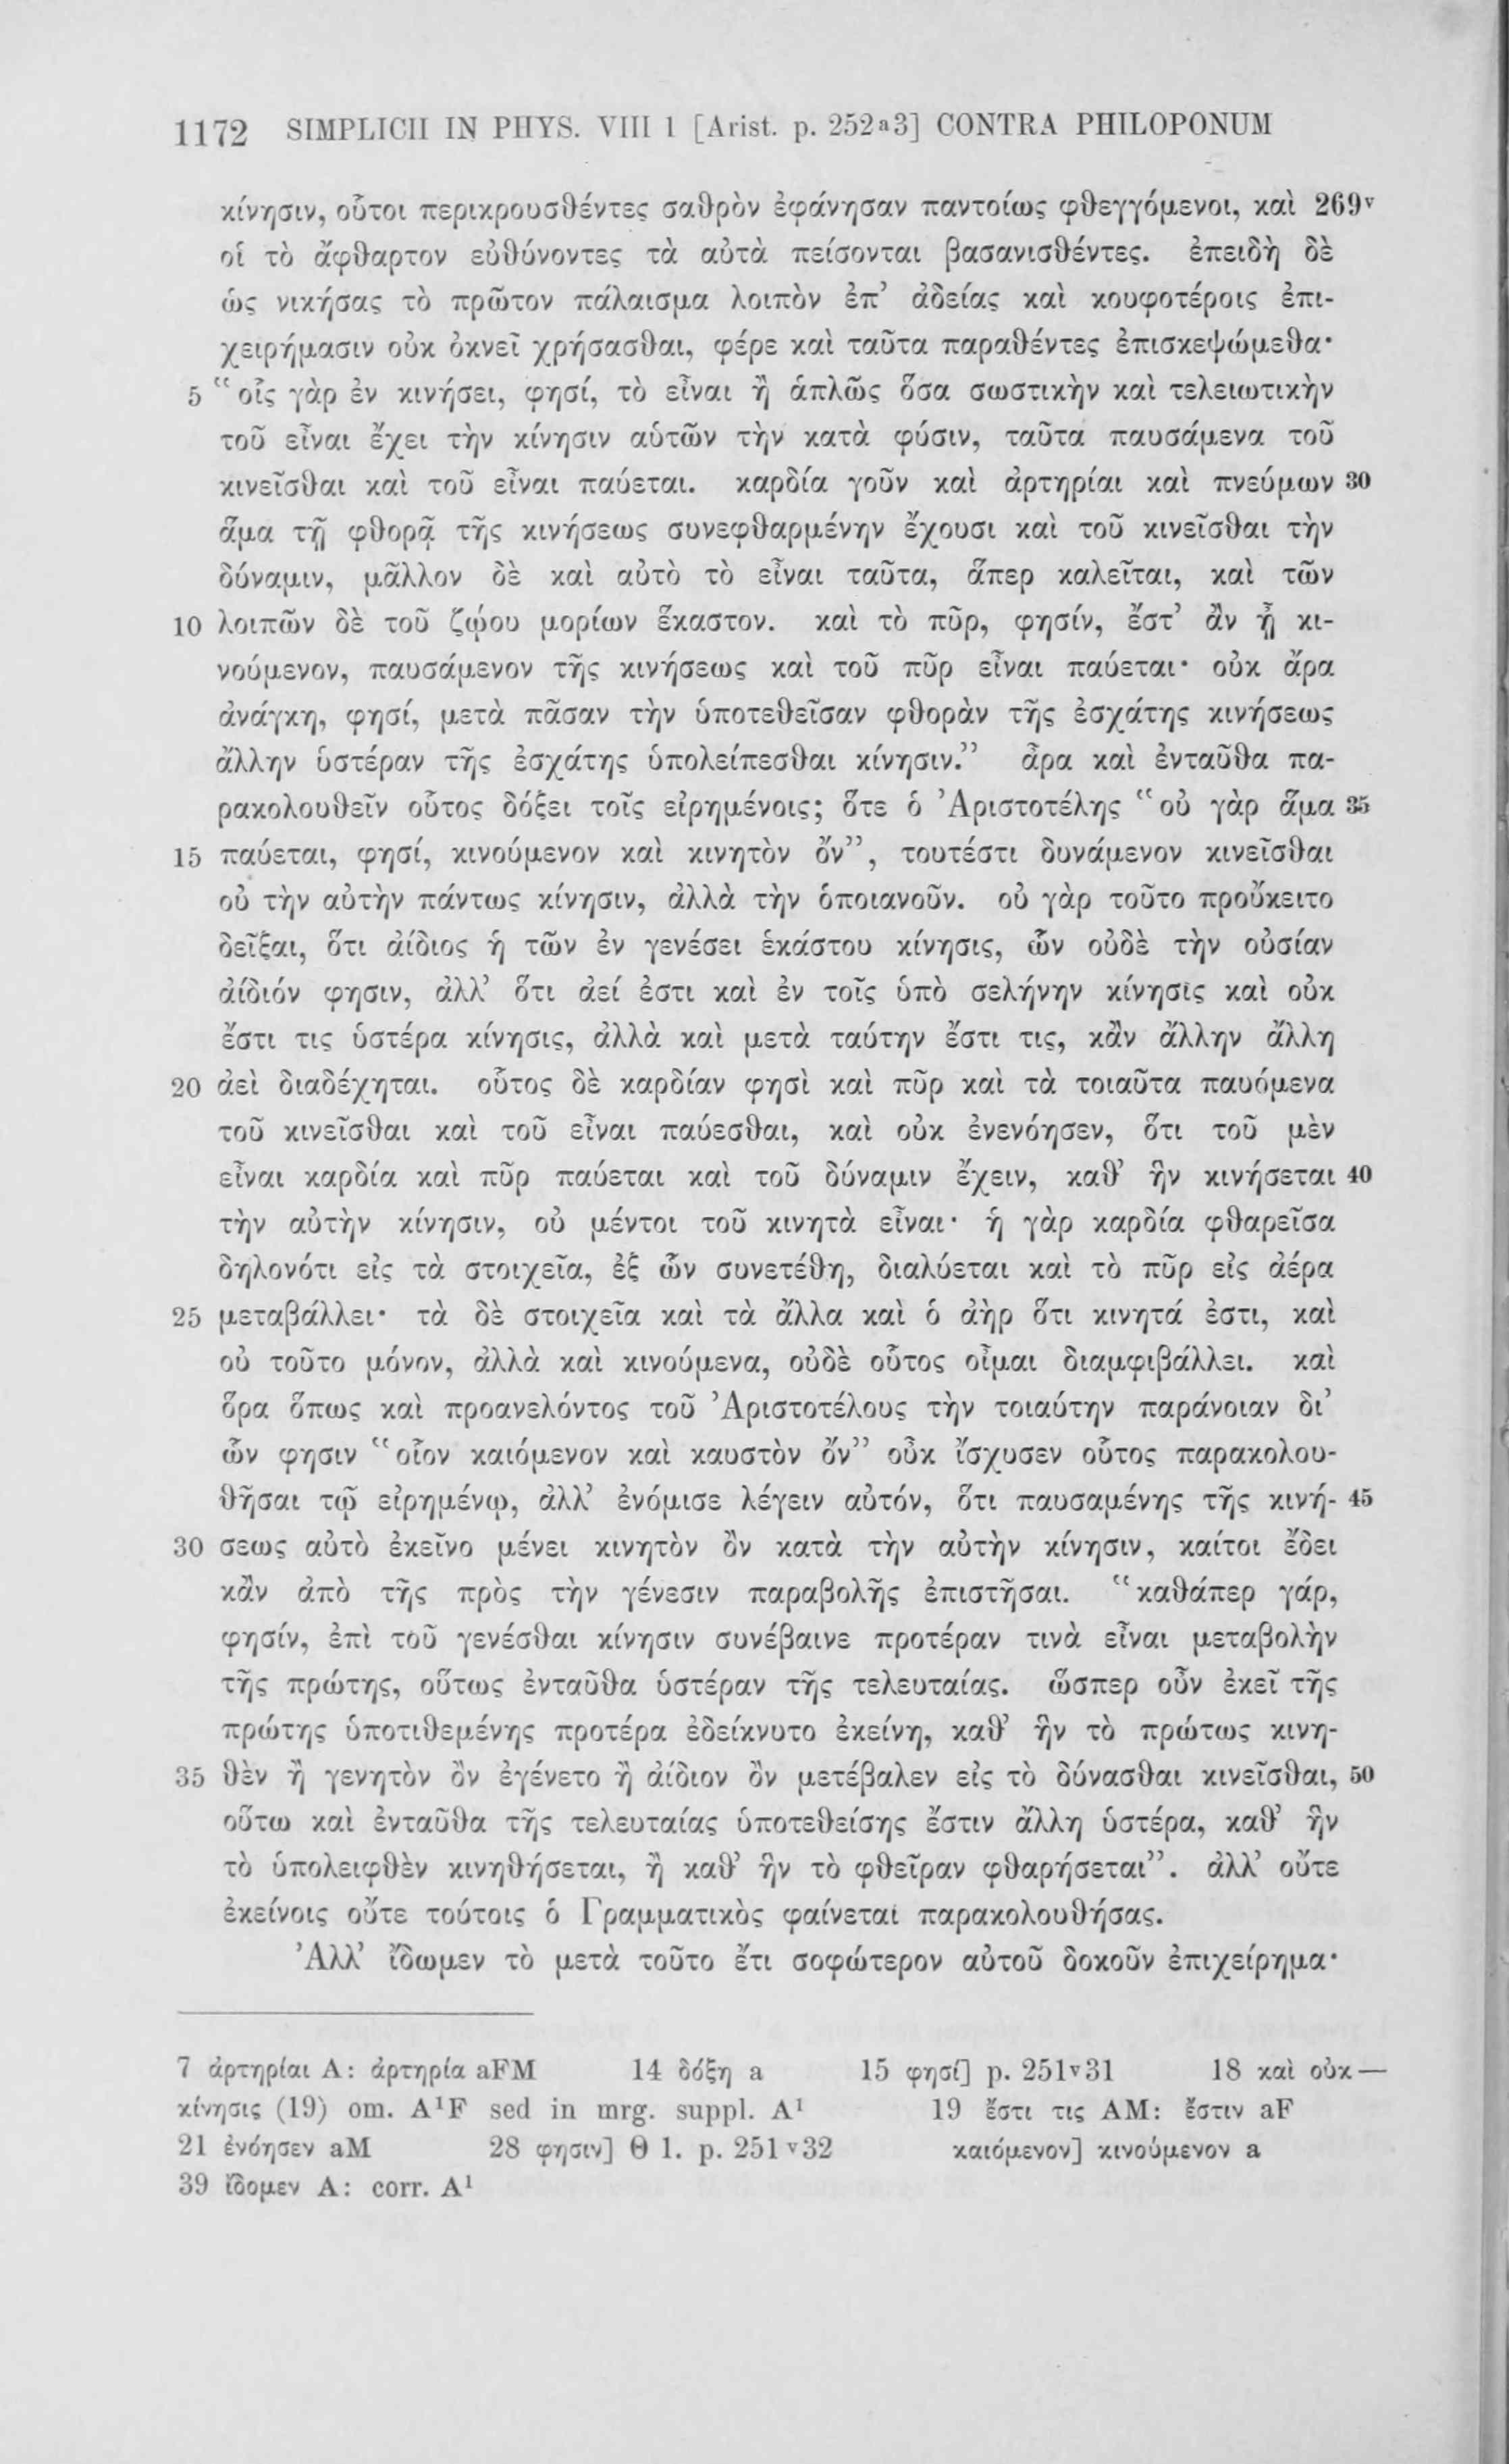 1172 SIMPLICII IN PHYS. VIII 1 [Arist. p. 252ª3] CONTRA PHILOPONUM
κίνησιν, οὗτοι περικρουσθέντες σαθρὸν ἐφάνησαν παντοίως φθεγγόμενοι, καὶ 269ᵛ
οἱ τὸ ἄφθαρτον εὐθύνοντες τὰ αὐτὰ πείσονται βασανισθέντες. ἐπειδὴ δὲ
ὡς νικήσας τὸ πρῶτον πάλαισμα λοιπὸν ἐπ’ ἀδείας καὶ κουφοτέροις ἐπι-
χειρήμασιν οὐκ ὀκνεῖ χρήσασθαι, φέρε καὶ ταῦτα παραθέντες ἐπισκεψώμεθα·
5 “οἷς γὰρ ἐν κινήσει, φησί, τὸ εἶναι ἢ ἁπλῶς ὅσα σωστικὴν καὶ τελειωτικὴν
τοῦ εἶναι ἔχει τὴν κίνησιν αὑτῶν τὴν κατὰ φύσιν, ταῦτα παυσάμενα τοῦ
κινεῖσθαι καὶ τοῦ εἶναι παύεται. καρδία γοῦν καὶ ἀρτηρίαι καὶ πνεύμων 30
ἅμα τῇ φθορᾷ τῆς κινήσεως συνεφθαρμένην ἔχουσι καὶ τοῦ κινεῖσθαι τὴν
δύναμιν, μᾶλλον δὲ καὶ αὐτὸ τὸ εἶναι ταῦτα, ἅπερ καλεῖται, καὶ τῶν
10 λοιπῶν δὲ τοῦ ζῴου μορίων ἕκαστον. καὶ τὸ πῦρ, φησίν, ἔστ’ ἂν ᾖ κι-
νούμενον, παυσάμενον τῆς κινήσεως καὶ τοῦ πῦρ εἶναι παύεται· οὐκ ἄρα
ἀνάγκη, φησί, μετὰ πᾶσαν τὴν ὑποτεθεῖσαν φθορὰν τῆς ἐσχάτης κινήσεως
ἄλλην ὑστέραν τῆς ἐσχάτης ὑπολείπεσθαι κίνησιν.” ἆρα καὶ ἐνταῦθα πα-
ρακολουθεῖν οὗτος δόξει τοῖς εἰρημένοις; ὅτε ὁ Ἀριστοτέλης “οὐ γὰρ ἅμα 35
15 παύεται, φησί, κινούμενον καὶ κινητὸν ὄν”, τουτέστι δυνάμενον κινεῖσθαι
οὐ τὴν αὐτὴν πάντως κίνησιν, ἀλλὰ τὴν ὁποιανοῦν. οὐ γὰρ τοῦτο προὔκειτο
δεῖξαι, ὅτι ἀίδιος ἡ τῶν ἐν γενέσει ἑκάστου κίνησις, ὧν οὐδὲ τὴν οὐσίαν
ἀίδιόν φησιν, ἀλλ’ ὅτι ἀεί ἐστι καὶ ἐν τοῖς ὑπὸ σελήνην κίνησις καὶ οὐκ
ἔστι τις ὑστέρα κίνησις, ἀλλὰ καὶ μετὰ ταύτην ἔστι τις, κἂν ἄλλην ἄλλη
20 ἀεὶ διαδέχηται. οὗτος δὲ καρδίαν φησὶ καὶ πῦρ καὶ τὰ τοιαῦτα παυόμενα
τοῦ κινεῖσθαι καὶ τοῦ εἶναι παύεσθαι, καὶ οὐκ ἐνενόησεν, ὅτι τοῦ μὲν
εἶναι καρδία καὶ πῦρ παύεται καὶ τοῦ δύναμιν ἔχειν, καθ’ ἣν κινήσεται 40
τὴν αὐτὴν κίνησιν, οὐ μέντοι τοῦ κινητὰ εἶναι· ἡ γὰρ καρδία φθαρεῖσα
δηλονότι εἰς τὰ στοιχεῖα, ἐξ ὧν συνετέθη, διαλύεται καὶ τὸ πῦρ εἰς ἀέρα
25 μεταβάλλει· τὰ δὲ στοιχεῖα καὶ τὰ ἄλλα καὶ ὁ ἀὴρ ὅτι κινητά ἐστι, καὶ
οὐ τοῦτο μόνον, ἀλλὰ καὶ κινούμενα, οὐδὲ οὗτος οἶμαι διαμφιβάλλει. καὶ
ὅρα ὅπως καὶ προανελόντος τοῦ Ἀριστοτέλους τὴν τοιαύτην παράνοιαν δι’
ὧν φησιν “οἷον καιόμενον καὶ καυστὸν ὄν” οὐκ ἴσχυσεν οὗτος παρακολου-
θῆσαι τῷ εἰρημένῳ, ἀλλ’ ἐνόμισε λέγειν αὐτόν, ὅτι παυσαμένης τῆς κινή- 45
30 σεως αὐτὸ ἐκεῖνο μένει κινητὸν ὂν κατὰ τὴν αὐτὴν κίνησιν, καίτοι ἔδει
κἂν ἀπὸ τῆς πρὸς τὴν γένεσιν παραβολῆς ἐπιστῆσαι. “καθάπερ γάρ,
φησίν, ἐπὶ τοῦ γενέσθαι κίνησιν συνέβαινε προτέραν τινὰ εἶναι μεταβολὴν
τῆς πρώτης, οὕτως ἐνταῦθα ὑστέραν τῆς τελευταίας. ὥσπερ οὖν ἐκεῖ τῆς
πρώτης ὑποτιθεμένης προτέρα ἐδείκνυτο ἐκείνη, καθ’ ἣν τὸ πρώτως κινη-
35 θὲν ἢ γενητὸν ὂν ἐγένετο ἢ ἀίδιον ὂν μετέβαλεν εἰς τὸ δύνασθαι κινεῖσθαι, 50
οὕτω καὶ ἐνταῦθα τῆς τελευταίας ὑποτεθείσης ἔστιν ἄλλη ὑστέρα, καθ’ ἣν
τὸ ὑπολειφθὲν κινηθήσεται, ἢ καθ’ ἣν τὸ φθεῖραν φθαρήσεται”. ἀλλ’ οὔτε
ἐκείνοις οὔτε τούτοις ὁ Γραμματικὸς φαίνεται παρακολουθήσας.
Ἀλλ’ ἴδωμεν τὸ μετὰ τοῦτο ἔτι σοφώτερον αὐτοῦ δοκοῦν ἐπιχείρημα·
7 ἀρτηρίαι A: ἀρτηρία aFM 14 δόξῃ a 15 φησί] p. 251ᵛ31 18 καὶ οὐκ —
κίνησις (19) om. A¹F sed in mrg. suppl. A¹ 19 ἔστι τις AM: ἔστιν aF
21 ἐνόησεν aM 28 φησιν] Θ 1. p. 251ᵛ32 καιόμενον] κινούμενον a
39 ἴδομεν A: corr. A¹